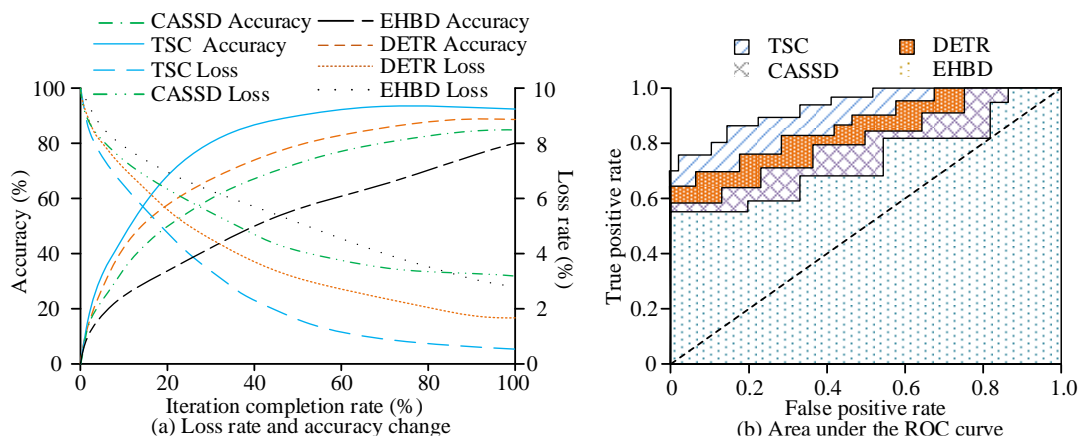 CASSD Accuracy
EHBD Accuracy
TSC Accuracy
DETR Accuracy
TSC Loss
DETR Loss
CASSD Loss
EHBD Loss
100
80
60
40
20
0
Accuracy (%)
10
8
6
4
2
0
Loss rate (%)
0 20 40 60 80 100
Iteration completion rate (%)
(a) Loss rate and accuracy change
TSC
DETR
CASSD
EHBD
1.0
0.8
0.6
0.4
0.2
0
True positive rate
0 0.2 0.4 0.6 0.8 1.0
False positive rate
(b) Area under the ROC curve